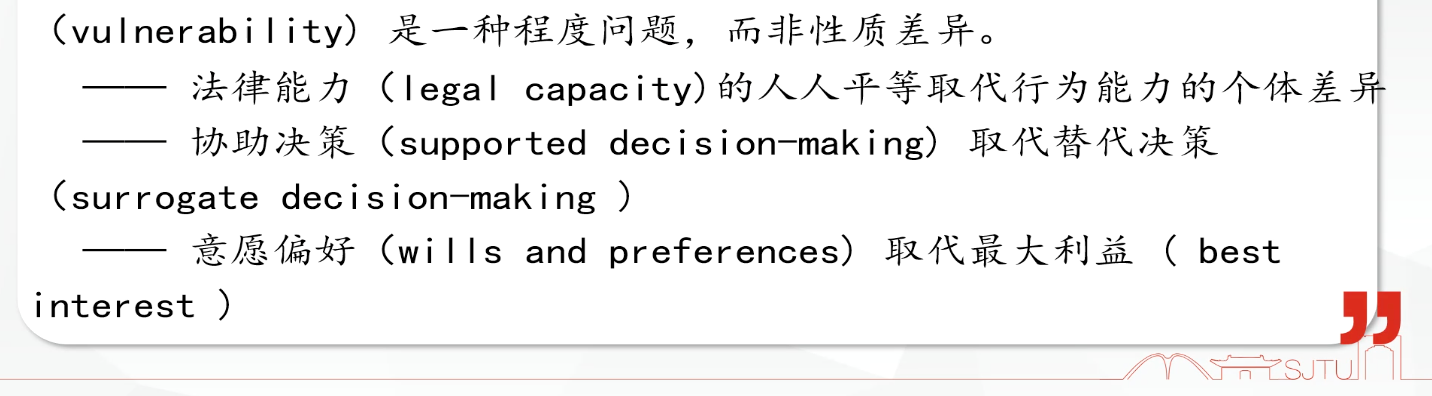 （vulnerability）是一种程度问题，而非性质差异。
—— 法律能力（legal capacity)的人人平等取代行为能力的个体差异
—— 协助决策（supported decision-making）取代替代决策
（surrogate decision-making ）
—— 意愿偏好（wills and preferences）取代最大利益（ best
interest ）
SJTU